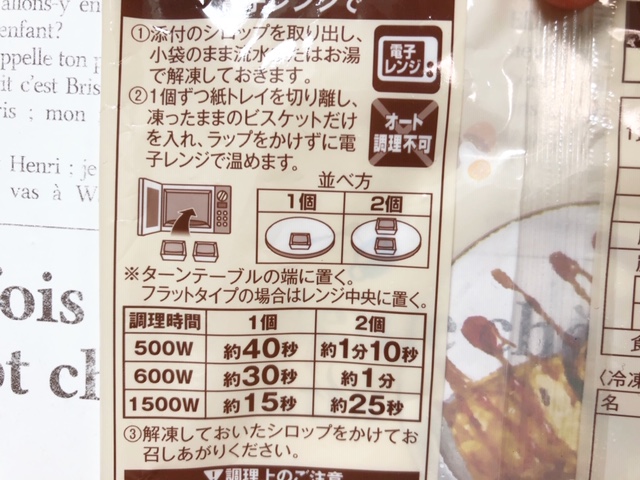 ①添付のシロップを取り出し、
小袋のまま流水またはお湯
で解凍しておきます。
電子
レンジ
②1個ずつ紙トレイを切り離し、
凍ったままのビスケットだけ
を入れ、ラップをかけずに電
子レンジで温めます。
オート
調理不可
並べ方
1個 2個
※ターンテーブルの端に置く。
フラットタイプの場合はレンジ中央に置く。
調理時間 1個 2個
500W 約40秒 約1分10秒
600W 約30秒 約1分
1500W 約15秒 約25秒
③解凍しておいたシロップをかけてお
召しあがりください。
調理上のご注意
enfant?
ppelle ton p
it c'est Bris
ris ; mon
Henri : je
vas à W
ois
ot ch
〈冷凍
名